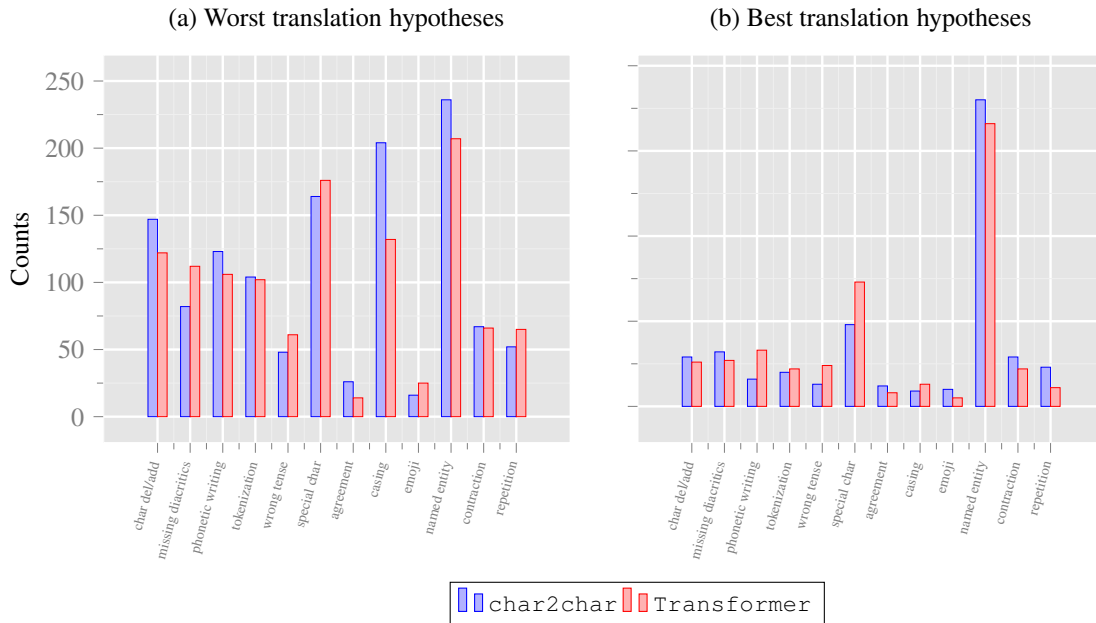 (a) Worst translation hypotheses
(b) Best translation hypotheses
Counts
250
200
150
100
50
0
char del/add
missing diacritics
phonetic writing
tokenization
wrong tense
special char
agreement
casing
emoji
named entity
contraction
repetition
char del/add
missing diacritics
phonetic writing
tokenization
wrong tense
special char
agreement
casing
emoji
named entity
contraction
repetition
char2char Transformer